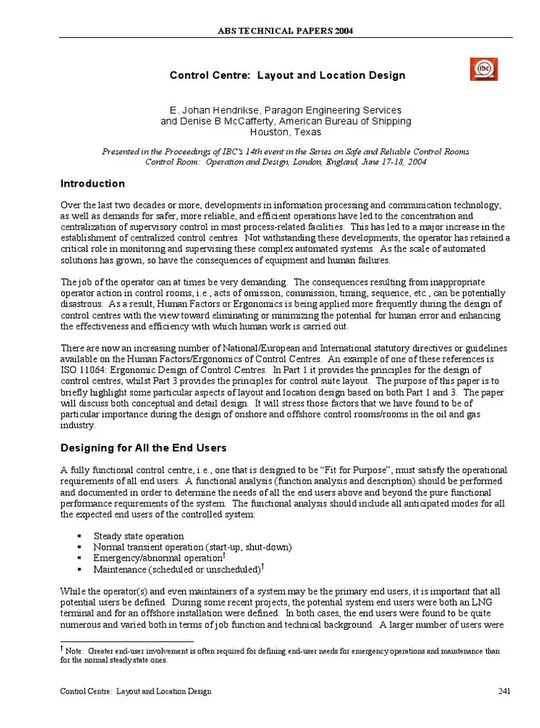 ABS TECHNICAL PAPERS 2004
Control Centre:  Layout and Location Design
IBC
E. Johan Hendrikse, Paragon Engineering Services
and Denise B McCafferty, American Bureau of Shipping
Houston, Texas
Presented in the Proceedings of IBC's 14th event in the Series on Safe and Reliable Control Rooms
Control Room:  Operation and Design, London, England, June 17-18, 2004
Introduction
Over the last two decades or more, developments in information processing and communication technology,
as well as demands for safer, more reliable, and efficient operations have led to the concentration and
centralization of supervisory control in most process-related facilities.  This has led to a major increase in the
establishment of centralized control centres.  Not withstanding these developments, the operator has retained a
critical role in monitoring and supervising these complex automated systems.  As the scale of automated
solutions has grown, so have the consequences of equipment and human failures.
The job of the operator can at times be very demanding.  The consequences resulting from inappropriate
operator action in control rooms, i.e., acts of omission, commission, timing, sequence, etc., can be potentially
disastrous.  As a result, Human Factors or Ergonomics is being applied more frequently during the design of
control centres with the view toward eliminating or minimizing the potential for human error and enhancing
the effectiveness and efficiency with which human work is carried out.
There are now an increasing number of National/European and International statutory directives or guidelines
available on the Human Factors/Ergonomics of Control Centres.  An example of one of these references is
ISO 11064: Ergonomic Design of Control Centres.  In Part 1 it provides the principles for the design of
control centres, whilst Part 3 provides the principles for control suite layout.  The purpose of this paper is to
briefly highlight some particular aspects of layout and location design based on both Part 1 and 3.  The paper
will discuss both conceptual and detail design.  It will stress those factors that we have found to be of
particular importance during the design of onshore and offshore control rooms/rooms in the oil and gas
industry.
Designing for All the End Users
A fully functional control centre, i.e., one that is designed to be "Fit for Purpose", must satisfy the operational
requirements of all end users.  A functional analysis (function analysis and description) should be performed
and documented in order to determine the needs of all the end users above and beyond the pure functional
performance requirements of the system.  The functional analysis should include all anticipated modes for all
the expected end users of the controlled system:
▪ Steady state operation
▪ Normal transient operation (start-up, shut-down)
▪ Emergency/abnormal operation†
▪ Maintenance (scheduled or unscheduled)†
While the operator(s) and even maintainers of a system may be the primary end users, it is important that all
potential users be defined.  During some recent projects, the potential system end users were both an LNG
terminal and for an offshore installation were defined.  In both cases, the end users were found to be quite
numerous and varied both in terms of job function and technical background.  A larger number of users were
† Note:  Greater end-user involvement is often required for defining end-user needs for emergency operations and maintenance than
for the normal steady state ones.
Control Centre:  Layout and Location Design 241